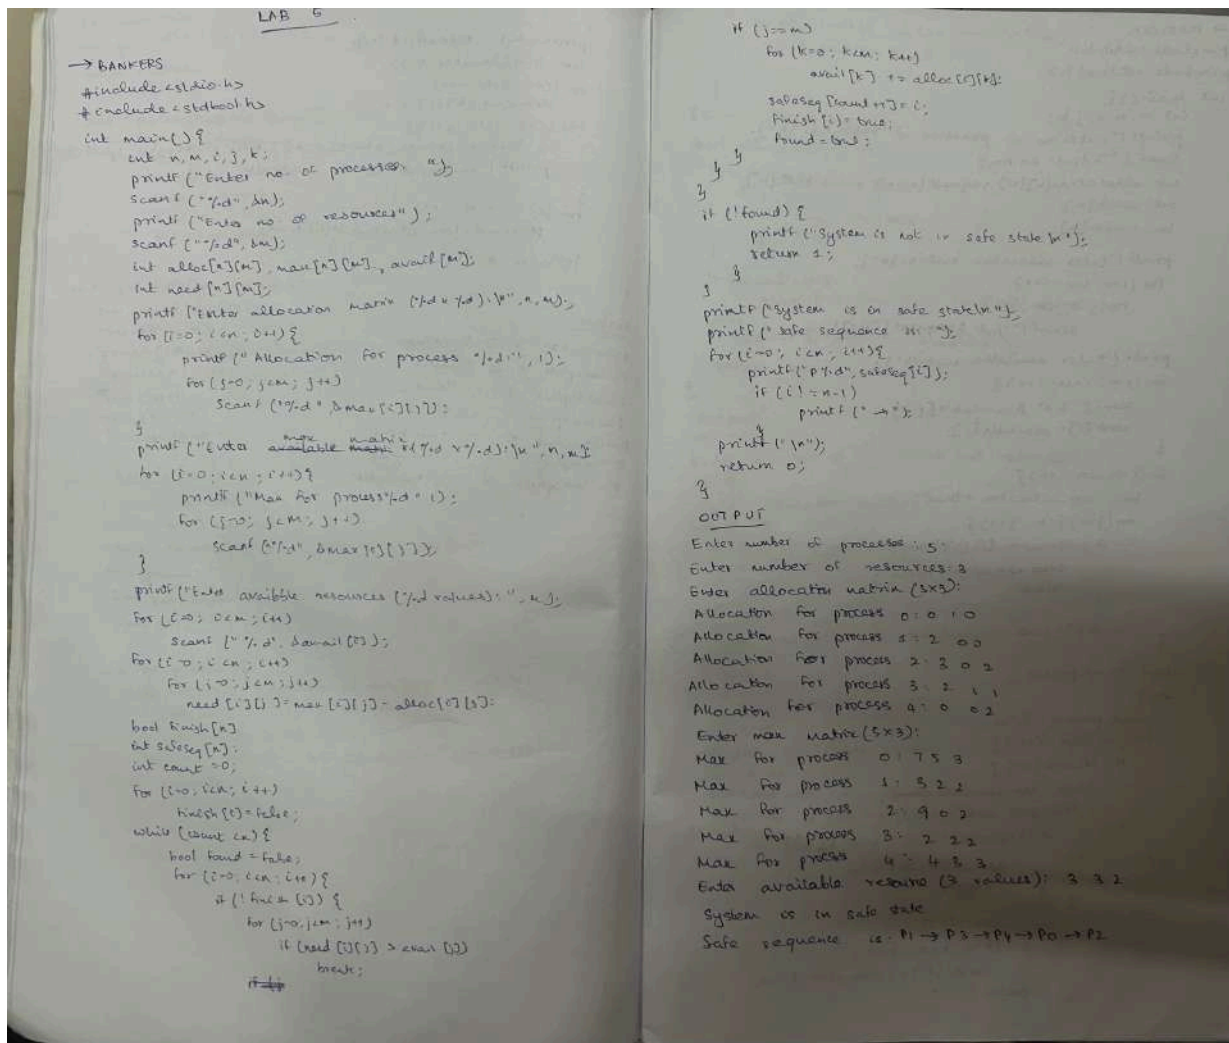 LAB 5
→ BANKERS
#include <stdio.h>
#include <stdbool.h>
int main() {
int n, m, i, j, k;
printf ("Enter no. of processes: ");
scanf ("%d", &n);
printf ("Enter no. of resources");
scanf ("%d", &m);
int alloc[n][m], max[n][m], avail[m];
int need[n][m];
printf ("Enter allocation matrix (%d x %d):\n", n, m);
for (i=0; i<n; i++) {
printf ("Allocation for process %d:", i);
for (j=0; j<m; j++)
scanf ("%d", &max[i][j]);
}
printf ("Enter max matrix (%d x %d):\n", n, m);
for (i=0; i<n; i++) {
printf ("Max for process %d" i);
for (j=0; j<m; j++)
scanf ("%d", &max[i][j]);
}
printf ("Enter available resources (%d values): ", m);
for (i=0; i<m; i++)
scanf ("%d", &avail[i]);
for (i=0; i<n; i++)
for (j=0; j<m; j++)
need[i][j] = max[i][j] - alloc[i][j];
bool finish[n]
int safeseq[n];
int count = 0;
for (i=0; i<n; i++)
finish[i] = false;
while (count < n) {
bool found = false;
for (i=0; i<n; i++) {
if (!finish[i]) {
for (j=0; j<m; j++)
if (need[i][j] > avail[j])
break;
if (j==m)
for (k=0; k<m; k++)
avail[k] += alloc[i][k];
safeseq[count++] = i;
finish[i] = true;
found = true;
}
}
}
if (!found) {
printf ("System is not in safe state \n");
return 1;
}
}
printf ("System is in safe state \n");
printf ("Safe sequence is: ");
for (i=0; i<n; i++) {
printf ("P%d", safeseq[i]);
if (i != n-1)
printf (" → ");
}
printf ("\n");
return 0;
}
OUTPUT
Enter number of processes: 5
Enter number of resources: 3
Enter allocation matrix (5x3):
Allocation for process 0: 0 1 0
Allocation for process 1: 2 0 0
Allocation for process 2: 3 0 2
Allocation for process 3: 2 1 1
Allocation for process 4: 0 0 2
Enter max matrix (5x3):
Max for process 0: 7 5 3
Max for process 1: 3 2 2
Max for process 2: 9 0 2
Max for process 3: 2 2 2
Max for process 4: 4 3 3
Enter available resource (3 values): 3 3 2
System is in safe state
Safe sequence is: P1 → P3 → P4 → P0 → P2